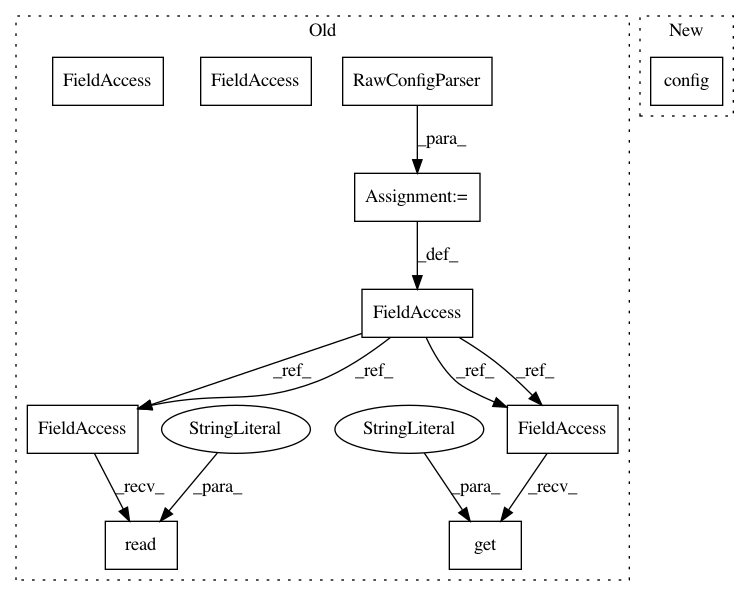 Old
New
FieldAccess
FieldAccess
RawConfigParser
config
_para_
Assignment:=
_def_
FieldAccess
_ref_
_ref_
_ref_
_ref_
FieldAccess
StringLiteral
StringLiteral
FieldAccess
_recv_
_para_
_para_
_recv_
read
get